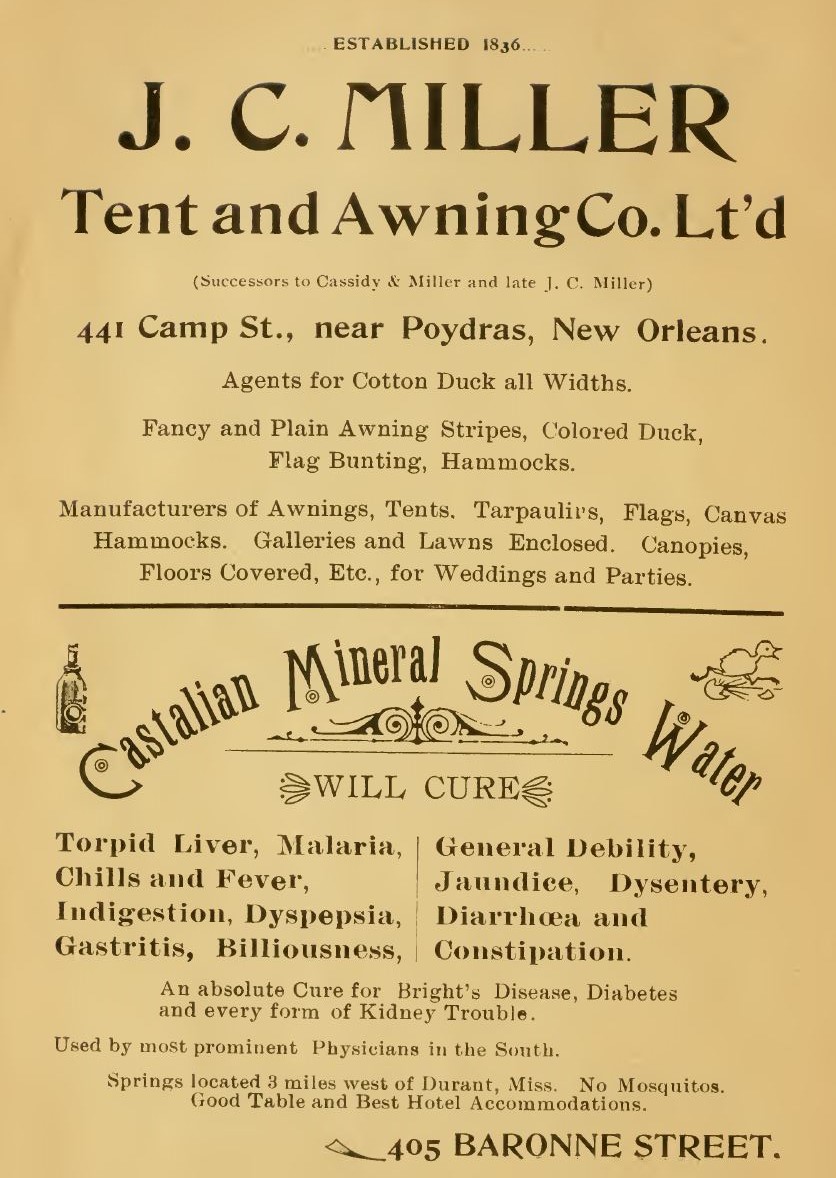 ESTABLISHED 1836.....
J. C. MILLER
Tent and Awning Co. Lt'd
(Successors to Cassidy & Miller and late J. C. Miller)
441 Camp St., near Poydras, New Orleans.
Agents for Cotton Duck all Widths.
Fancy and Plain Awning Stripes, Colored Duck,
Flag Bunting, Hammocks.
Manufacturers of Awnings, Tents. Tarpaulins, Flags, Canvas
Hammocks. Galleries and Lawns Enclosed. Canopies,
Floors Covered, Etc., for Weddings and Parties.
Castalian Mineral Springs Water
WILL CURE
Torpid Liver, Malaria,
Chills and Fever,
Indigestion, Dyspepsia,
Gastritis, Billiousness,
General Debility,
Jaundice, Dysentery,
Diarrhœa and
Constipation.
An absolute Cure for Bright's Disease, Diabetes
and every form of Kidney Trouble.
Used by most prominent Physicians in the South.
Springs located 3 miles west of Durant, Miss. No Mosquitos.
Good Table and Best Hotel Accommodations.
405 BARONNE STREET.